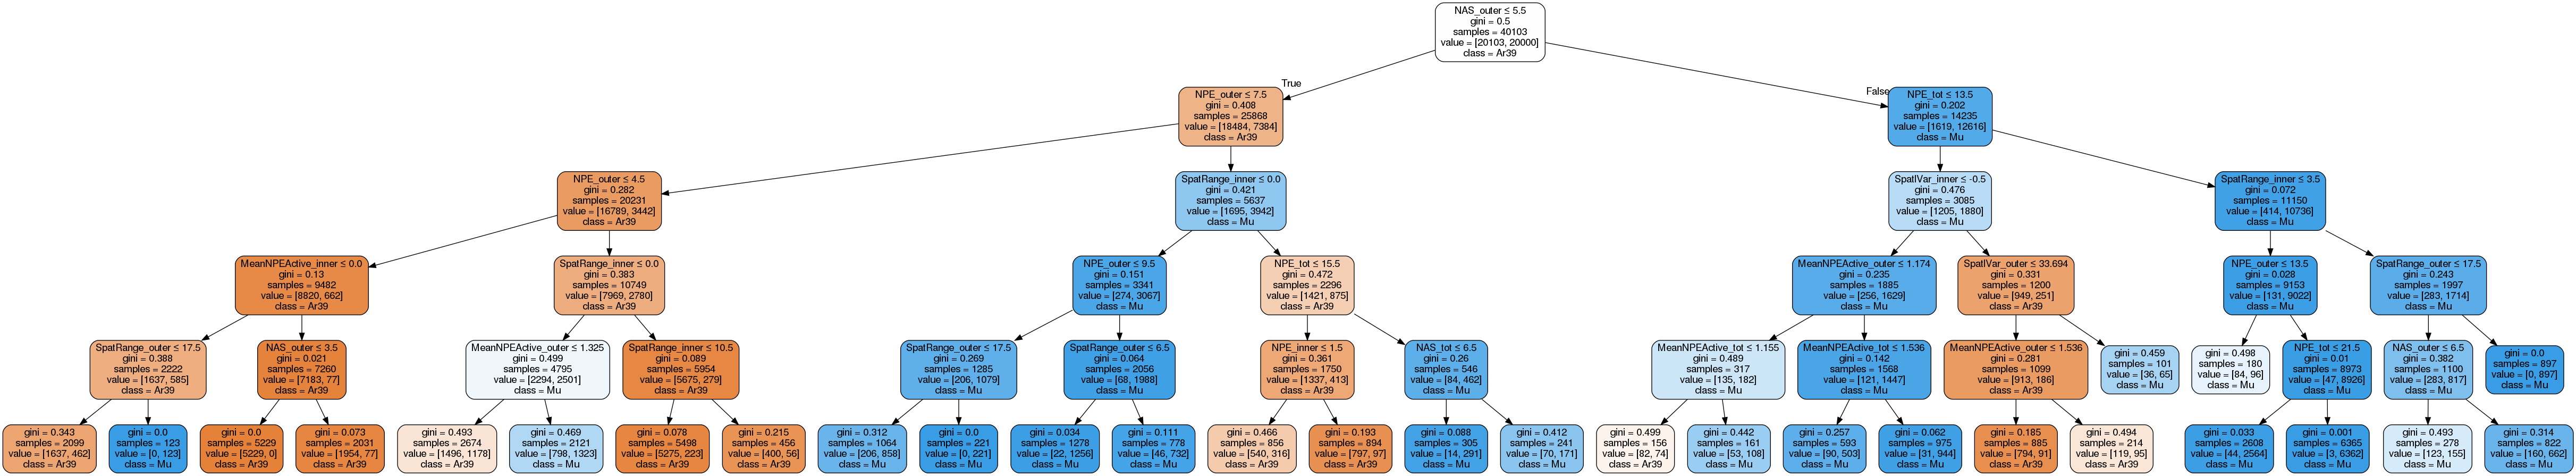 NAS_outer ≤ 5.5
gini = 0.5
samples = 40103
value = [20103, 20000]
class = Ar39
True
False
NPE_outer ≤ 7.5
gini = 0.408
samples = 25868
value = [18484, 7384]
class = Ar39
NPE_tot ≤ 13.5
gini = 0.202
samples = 14235
value = [1619, 12616]
class = Mu
NPE_outer ≤ 4.5
gini = 0.282
samples = 20231
value = [16789, 3442]
class = Ar39
SpatRange_inner ≤ 0.0
gini = 0.421
samples = 5637
value = [1695, 3942]
class = Mu
SpatIVar_inner ≤ -0.5
gini = 0.476
samples = 3085
value = [1205, 1880]
class = Mu
SpatRange_inner ≤ 3.5
gini = 0.072
samples = 11150
value = [414, 10736]
class = Mu
MeanNPEActive_inner ≤ 0.0
gini = 0.13
samples = 9482
value = [8820, 662]
class = Ar39
SpatRange_inner ≤ 0.0
gini = 0.383
samples = 10749
value = [7969, 2780]
class = Ar39
NPE_outer ≤ 9.5
gini = 0.151
samples = 3341
value = [274, 3067]
class = Mu
NPE_tot ≤ 15.5
gini = 0.472
samples = 2296
value = [1421, 875]
class = Ar39
MeanNPEActive_outer ≤ 1.174
gini = 0.235
samples = 1885
value = [256, 1629]
class = Mu
SpatIVar_outer ≤ 33.694
gini = 0.331
samples = 1200
value = [949, 251]
class = Ar39
NPE_outer ≤ 13.5
gini = 0.028
samples = 9153
value = [131, 9022]
class = Mu
SpatRange_outer ≤ 17.5
gini = 0.243
samples = 1997
value = [283, 1714]
class = Mu
SpatRange_outer ≤ 17.5
gini = 0.388
samples = 2222
value = [1637, 585]
class = Ar39
NAS_outer ≤ 3.5
gini = 0.021
samples = 7260
value = [7183, 77]
class = Ar39
MeanNPEActive_outer ≤ 1.325
gini = 0.499
samples = 4795
value = [2294, 2501]
class = Mu
SpatRange_inner ≤ 10.5
gini = 0.089
samples = 5954
value = [5675, 279]
class = Ar39
SpatRange_outer ≤ 17.5
gini = 0.269
samples = 1285
value = [206, 1079]
class = Mu
SpatRange_outer ≤ 6.5
gini = 0.064
samples = 2056
value = [68, 1988]
class = Mu
NPE_inner ≤ 1.5
gini = 0.361
samples = 1750
value = [1337, 413]
class = Ar39
NAS_tot ≤ 6.5
gini = 0.26
samples = 546
value = [84, 462]
class = Mu
MeanNPEActive_tot ≤ 1.155
gini = 0.489
samples = 317
value = [135, 182]
class = Mu
MeanNPEActive_tot ≤ 1.536
gini = 0.142
samples = 1568
value = [121, 1447]
class = Mu
MeanNPEActive_outer ≤ 1.536
gini = 0.281
samples = 1099
value = [913, 186]
class = Ar39
gini = 0.459
samples = 101
value = [36, 65]
class = Mu
gini = 0.498
samples = 180
value = [84, 96]
class = Mu
NPE_tot ≤ 21.5
gini = 0.01
samples = 8973
value = [47, 8926]
class = Mu
NAS_outer ≤ 6.5
gini = 0.382
samples = 1100
value = [283, 817]
class = Mu
gini = 0.0
samples = 897
value = [0, 897]
class = Mu
gini = 0.343
samples = 2099
value = [1637, 462]
class = Ar39
gini = 0.0
samples = 123
value = [0, 123]
class = Mu
gini = 0.0
samples = 5229
value = [5229, 0]
class = Ar39
gini = 0.073
samples = 2031
value = [1954, 77]
class = Ar39
gini = 0.493
samples = 2674
value = [1496, 1178]
class = Ar39
gini = 0.469
samples = 2121
value = [798, 1323]
class = Mu
gini = 0.078
samples = 5498
value = [5275, 223]
class = Ar39
gini = 0.215
samples = 456
value = [400, 56]
class = Ar39
gini = 0.312
samples = 1064
value = [206, 858]
class = Mu
gini = 0.0
samples = 221
value = [0, 221]
class = Mu
gini = 0.034
samples = 1278
value = [22, 1256]
class = Mu
gini = 0.111
samples = 778
value = [46, 732]
class = Mu
gini = 0.466
samples = 856
value = [540, 316]
class = Ar39
gini = 0.193
samples = 894
value = [797, 97]
class = Ar39
gini = 0.088
samples = 305
value = [14, 291]
class = Mu
gini = 0.412
samples = 241
value = [70, 171]
class = Mu
gini = 0.499
samples = 156
value = [82, 74]
class = Ar39
gini = 0.442
samples = 161
value = [53, 108]
class = Mu
gini = 0.257
samples = 593
value = [90, 503]
class = Mu
gini = 0.062
samples = 975
value = [31, 944]
class = Mu
gini = 0.185
samples = 885
value = [794, 91]
class = Ar39
gini = 0.494
samples = 214
value = [119, 95]
class = Ar39
gini = 0.033
samples = 2608
value = [44, 2564]
class = Mu
gini = 0.001
samples = 6365
value = [3, 6362]
class = Mu
gini = 0.493
samples = 278
value = [123, 155]
class = Mu
gini = 0.314
samples = 822
value = [160, 662]
class = Mu